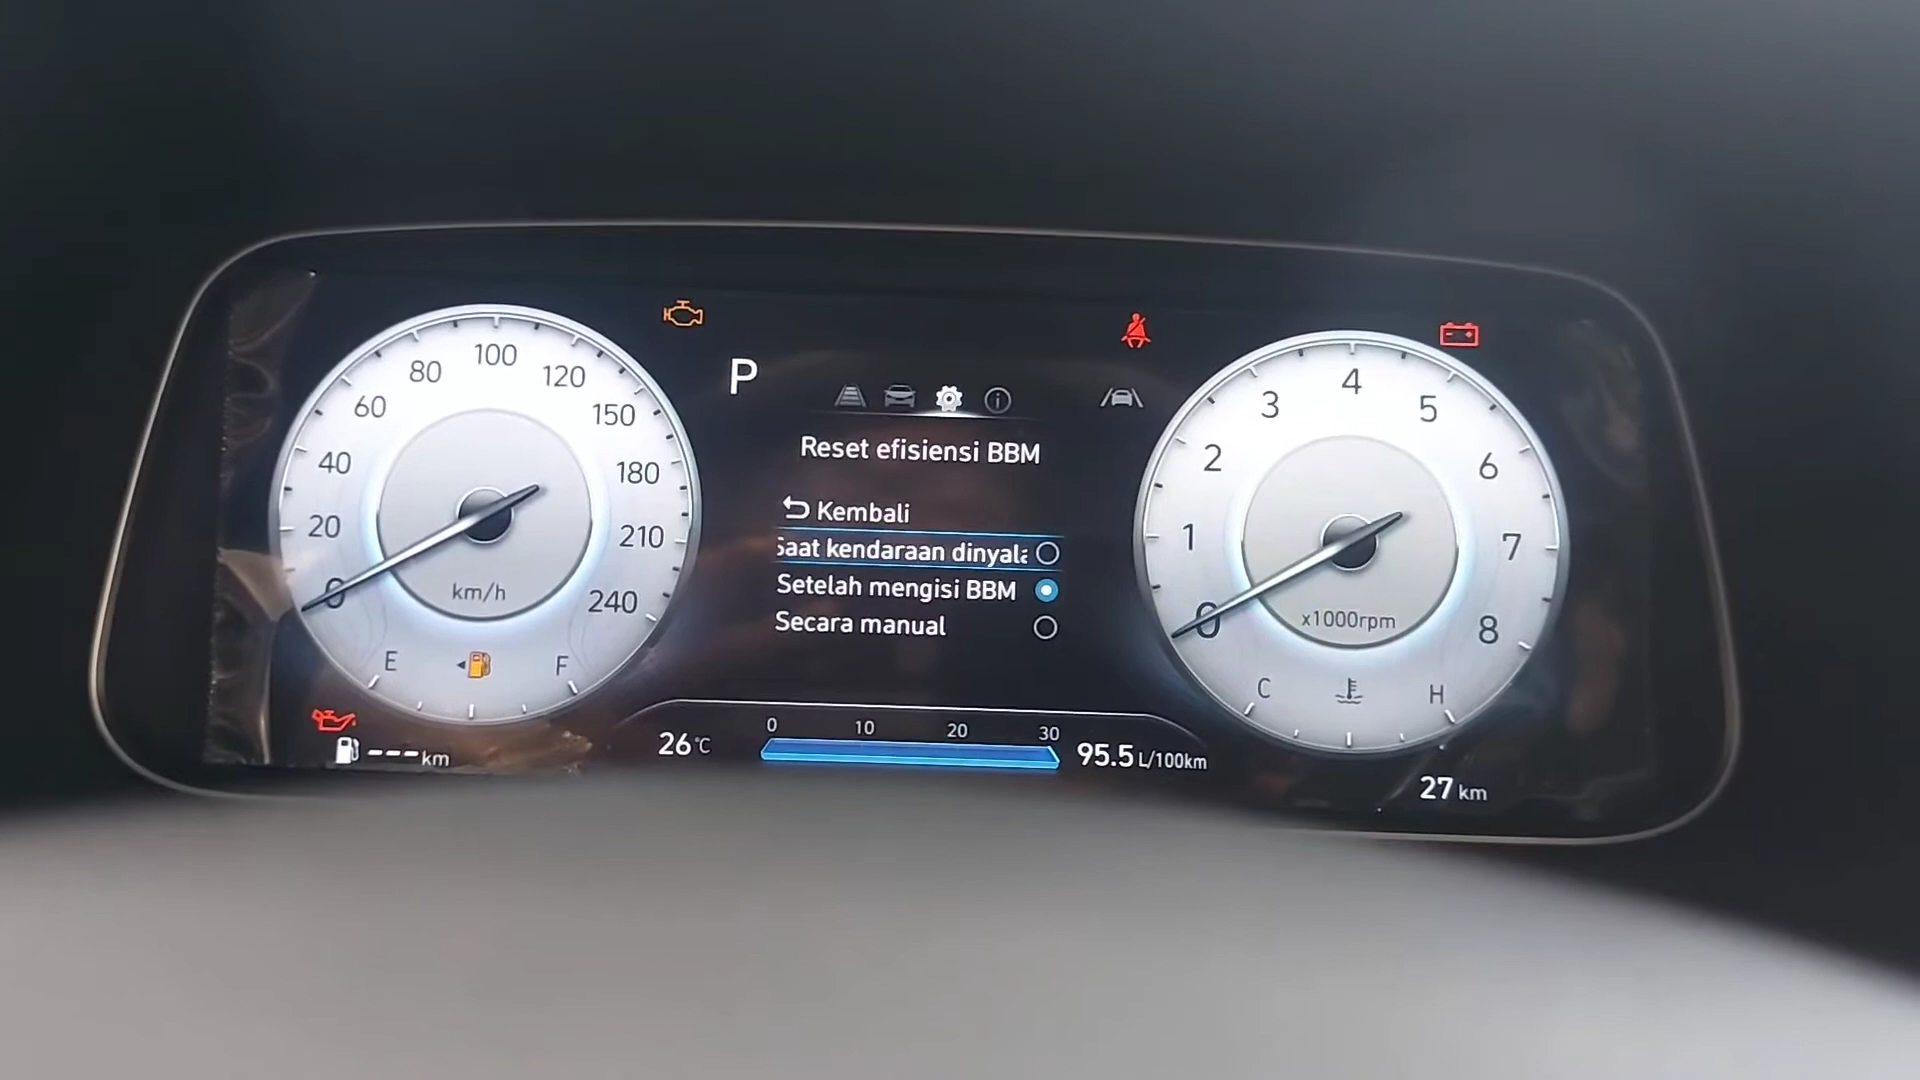 100
80
120
60
150
40
180
20
210
0
240
km/h
E
F
--- km
P
Reset efisiensi BBM
Kembali
Saat kendaraan dinyala
Setelah mengisi BBM
Secara manual
26°C
0 10 20 30
95.5 L/100km
4
3
5
2
6
1
7
0
8
x1000rpm
C
H
27 km